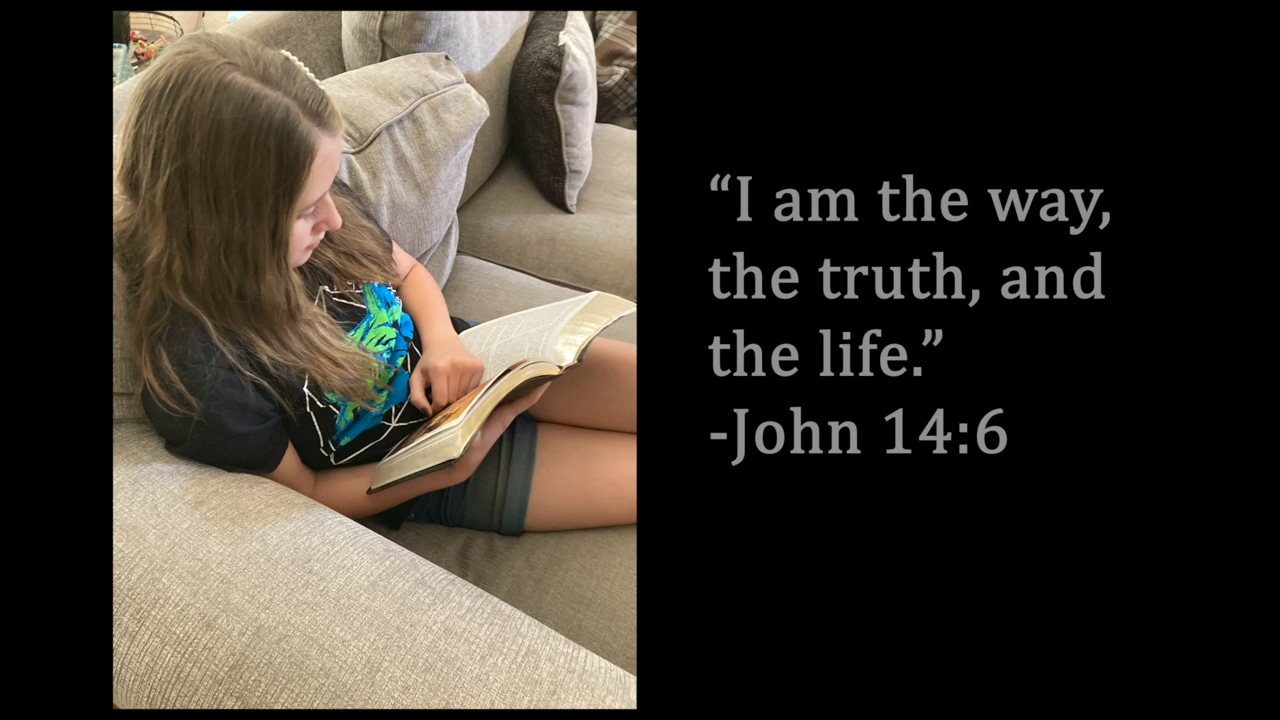 “I am the way,
the truth, and
the life.”
-John 14:6